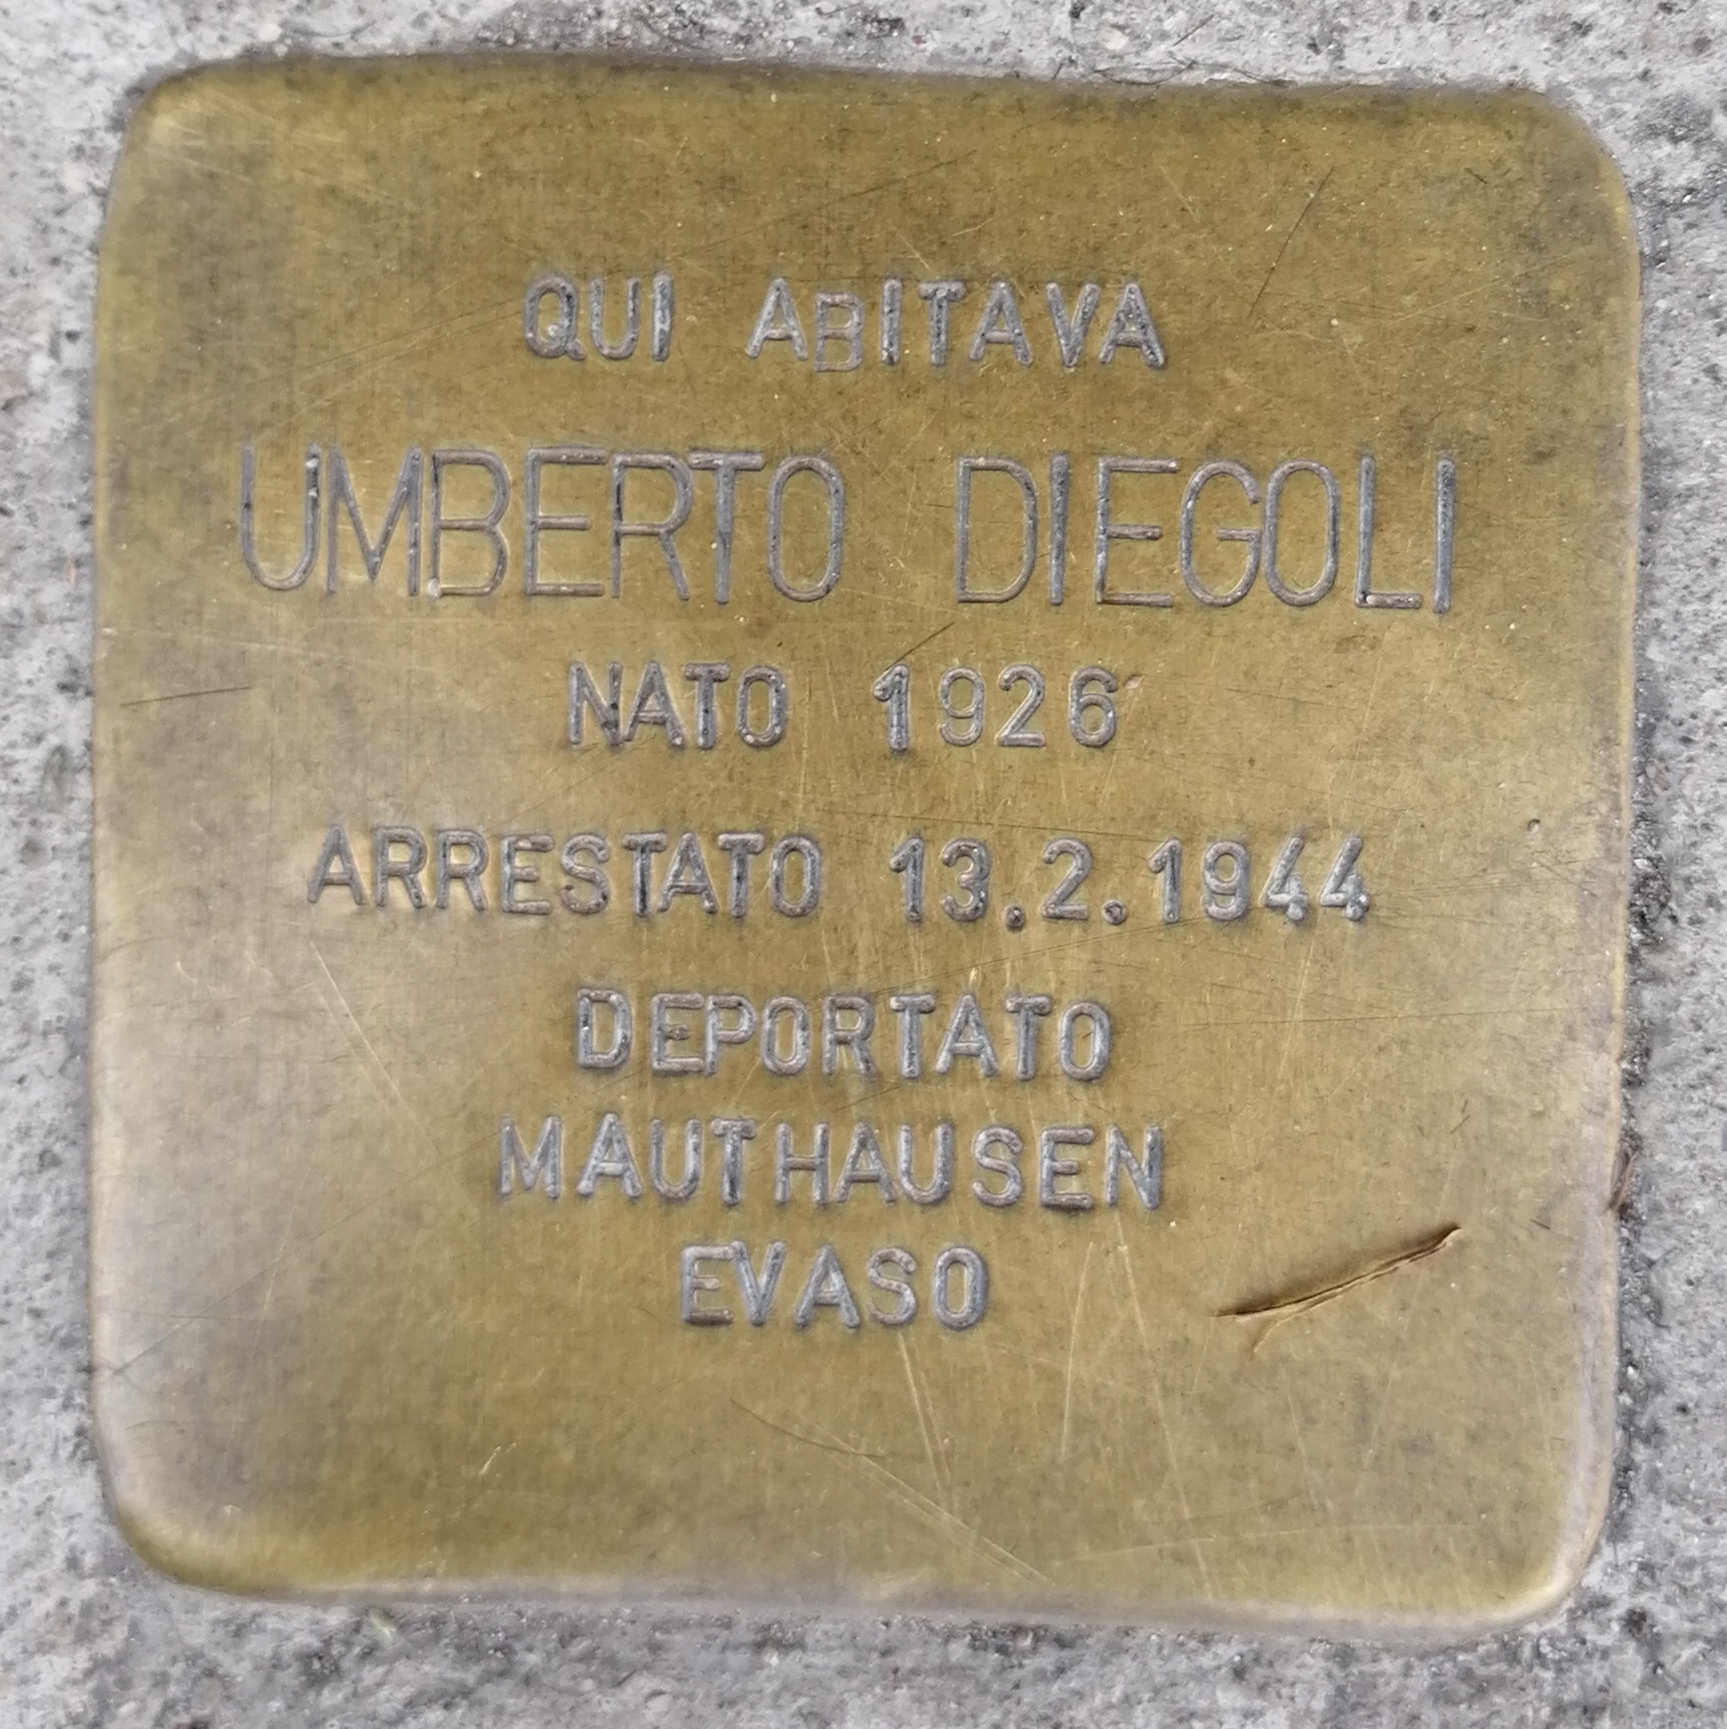 QUI ABITAVA
UMBERTO DIEGOLI
NATO 1926
ARRESTATO 13.2.1944
DEPORTATO
MAUTHAUSEN
EVASO